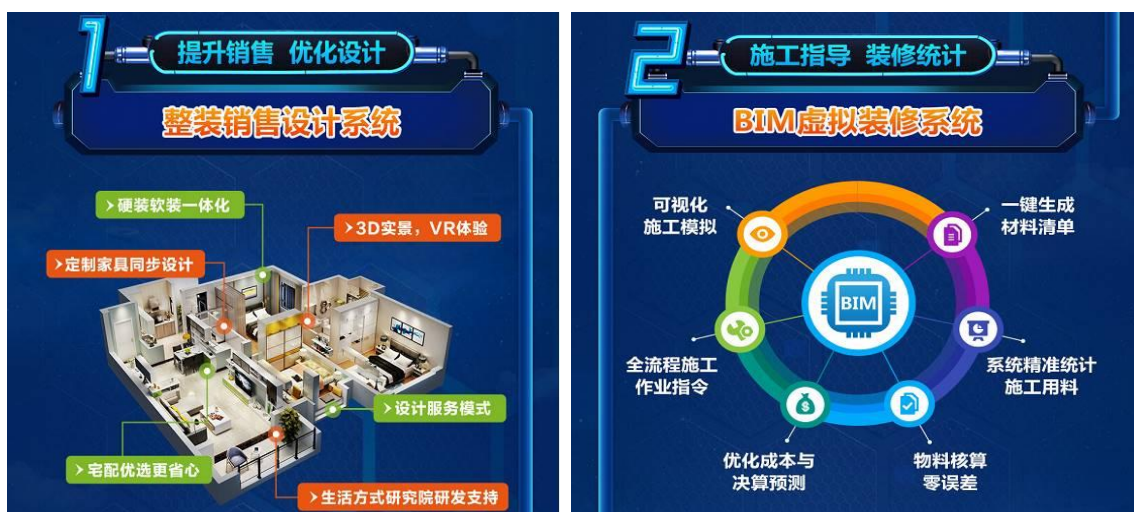 1
提升销售 优化设计
整装销售设计系统
硬装软装一体化
3D实景，VR体验
定制家具同步设计
设计服务模式
宅配优选更省心
生活方式研究院研发支持
2
施工指导 装修统计
BIM虚拟装修系统
可视化
施工模拟
一键生成
材料清单
BIM
全流程施工
作业指令
系统精准统计
施工用料
优化成本与
决算预测
物料核算
零误差